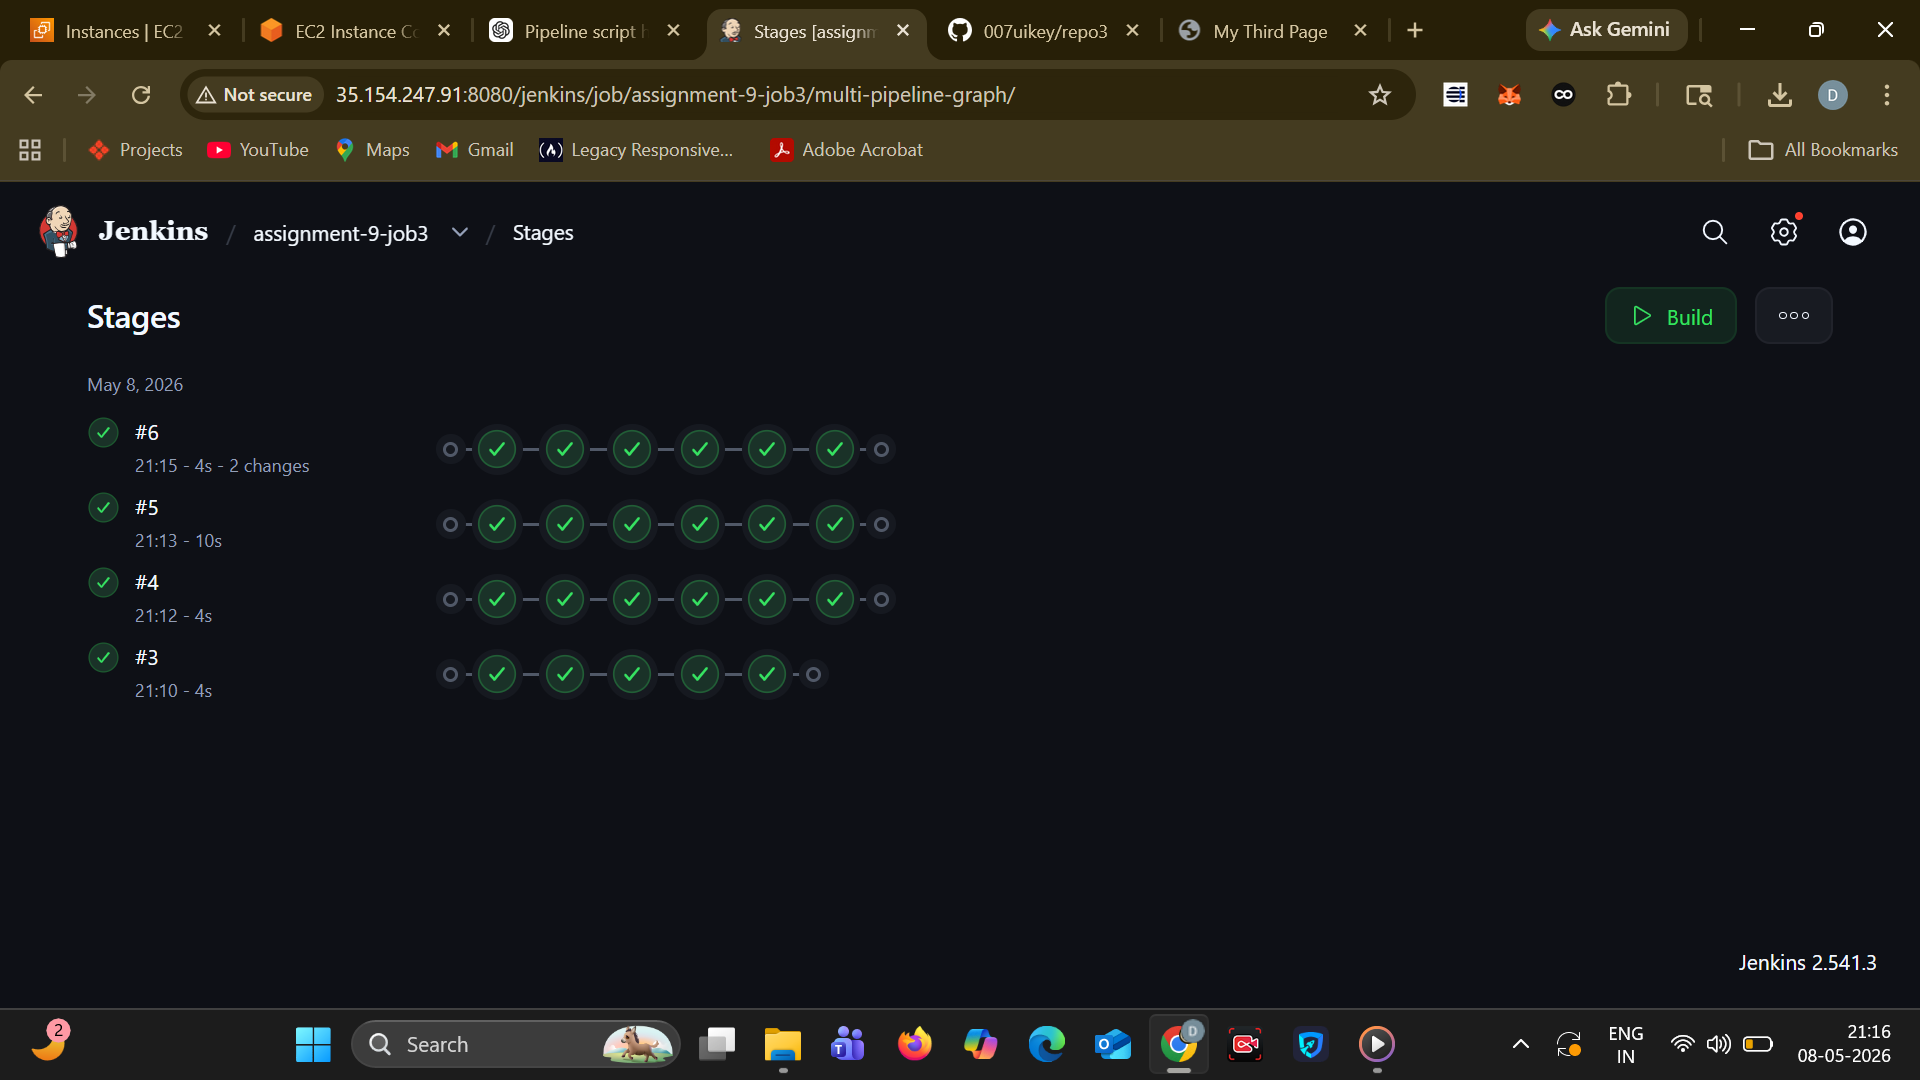 Instances | EC2
EC2 Instance Co
Pipeline script h
Stages [assignm
007uikey/repo3
My Third Page
Ask Gemini
Not secure
35.154.247.91:8080/jenkins/job/assignment-9-job3/multi-pipeline-graph/
D
Projects
YouTube
Maps
Gmail
Legacy Responsive...
Adobe Acrobat
All Bookmarks
Jenkins / assignment-9-job3 / Stages
Stages
Build
May 8, 2026
#6
21:15 - 4s - 2 changes
#5
21:13 - 10s
#4
21:12 - 4s
#3
21:10 - 4s
Jenkins 2.541.3
2
Search
D
ENG
IN
21:16
08-05-2026